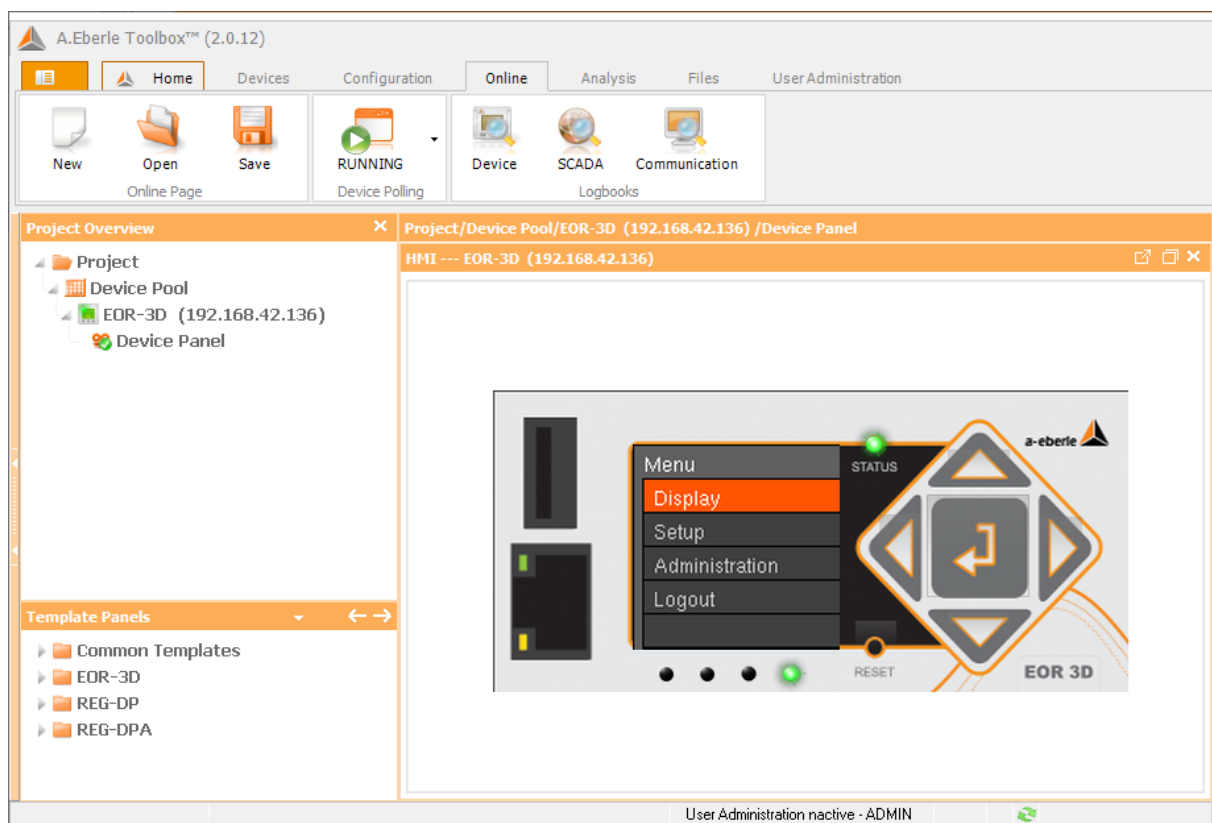 A.Eberle Toolbox™ (2.0.12)
Home Devices Configuration Online Analysis Files User Administration
New Open Save RUNNING Device SCADA Communication
Online Page Device Polling Logbooks
Project Overview
Project
Device Pool
EOR-3D (192.168.42.136)
Device Panel
Template Panels
Common Templates
EOR-3D
REG-DP
REG-DPA
Project/Device Pool/EOR-3D (192.168.42.136) /Device Panel
HMI --- EOR-3D (192.168.42.136)
a-eberle
Menu
STATUS
Display
Setup
Administration
Logout
RESET
EOR 3D
User Administration nactive - ADMIN